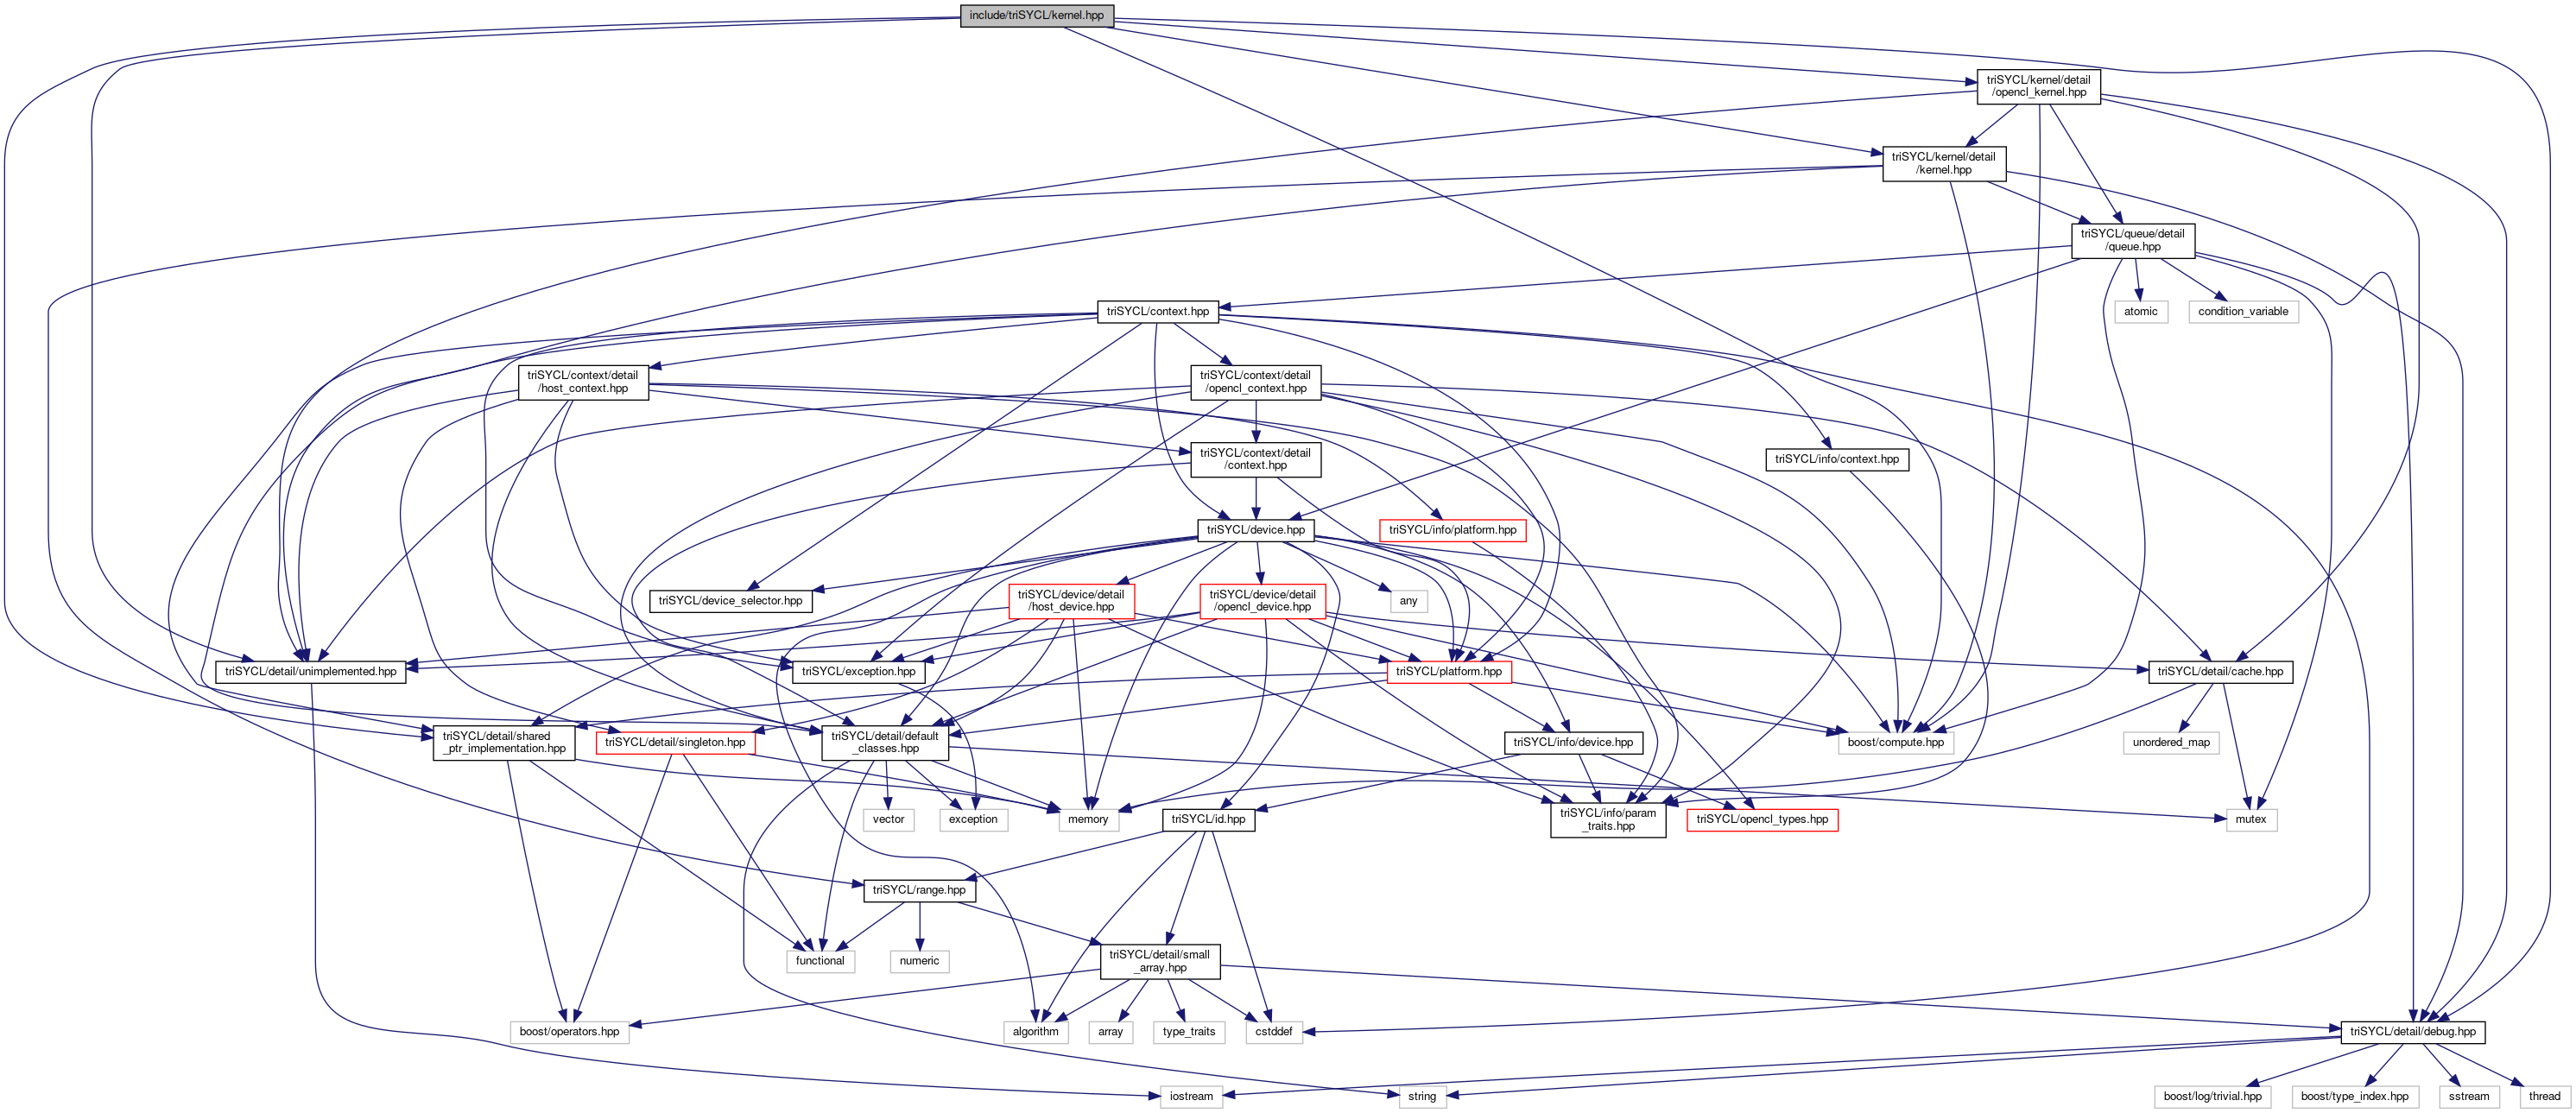 include/triSYCL/kernel.hpp
triSYCL/kernel/detail
/opencl_kernel.hpp
triSYCL/kernel/detail
/kernel.hpp
triSYCL/queue/detail
/queue.hpp
triSYCL/context.hpp
atomic
condition_variable
triSYCL/context/detail
/host_context.hpp
triSYCL/context/detail
/opencl_context.hpp
triSYCL/context/detail
/context.hpp
triSYCL/info/context.hpp
triSYCL/device.hpp
triSYCL/info/platform.hpp
triSYCL/device_selector.hpp
triSYCL/device/detail
/host_device.hpp
triSYCL/device/detail
/opencl_device.hpp
any
triSYCL/detail/unimplemented.hpp
triSYCL/exception.hpp
triSYCL/platform.hpp
triSYCL/detail/cache.hpp
triSYCL/detail/shared
_ptr_implementation.hpp
triSYCL/detail/singleton.hpp
triSYCL/detail/default
_classes.hpp
triSYCL/info/device.hpp
boost/compute.hpp
unordered_map
vector
exception
memory
triSYCL/id.hpp
triSYCL/info/param
_traits.hpp
triSYCL/opencl_types.hpp
mutex
triSYCL/range.hpp
functional
numeric
triSYCL/detail/small
_array.hpp
boost/operators.hpp
algorithm
array
type_traits
cstddef
triSYCL/detail/debug.hpp
iostream
string
boost/log/trivial.hpp
boost/type_index.hpp
sstream
thread